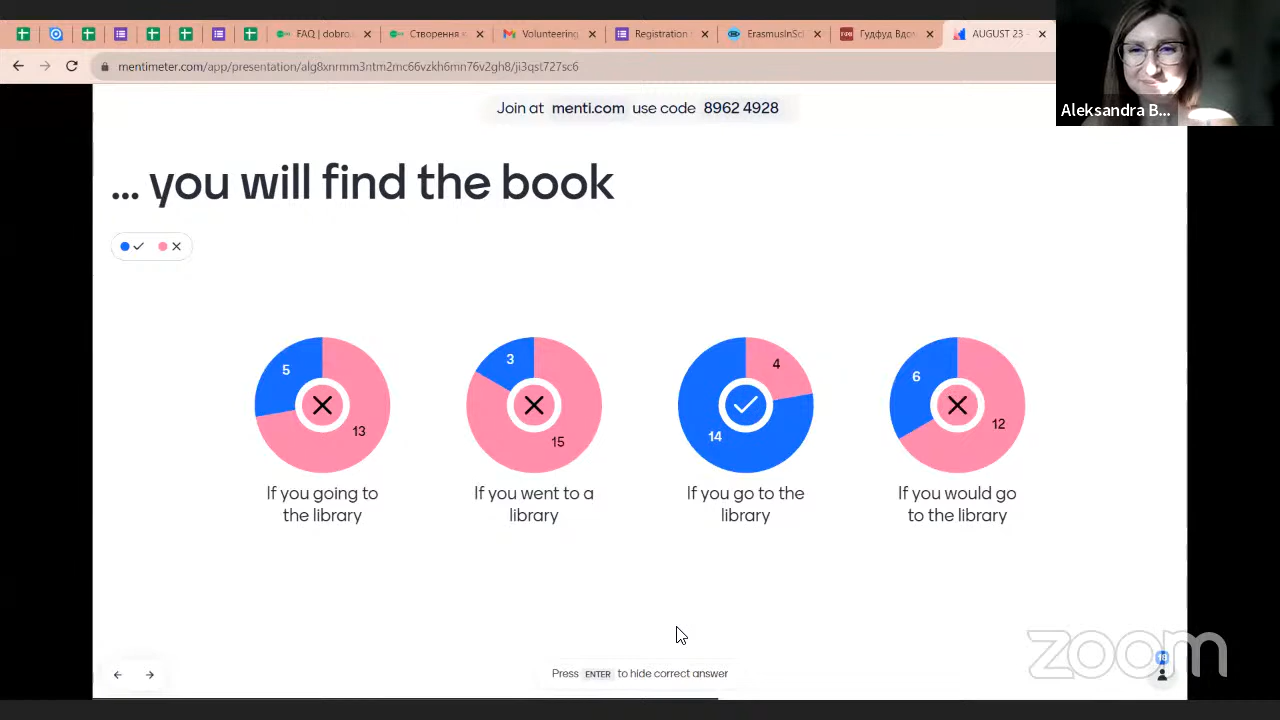 FAQ | dobro.
Створення
Volunteering
Registration
ErasmusInSc
Гудфуд Вдо
AUGUST 23 -
mentimeter.com/app/presentation/alg8xnrmm3ntm2mc66vzkh6mn76v2gh8/ji3qst727sc6
Aleksandra B...
Join at menti.com use code 8962 4928
... you will find the book
5
13
3
15
4
14
6
12
If you going to
the library
If you went to a
library
If you go to the
library
If you would go
to the library
Press ENTER to hide correct answer
zoom
18